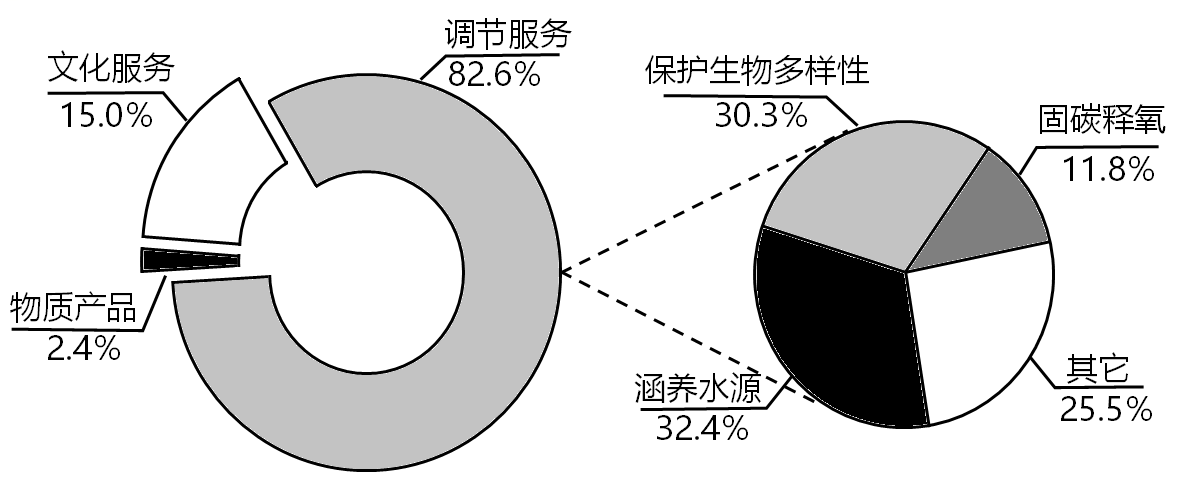 调节服务
82.6%
文化服务
15.0%
物质产品
2.4%
保护生物多样性
30.3%
固碳释氧
11.8%
涵养水源
32.4%
其它
25.5%